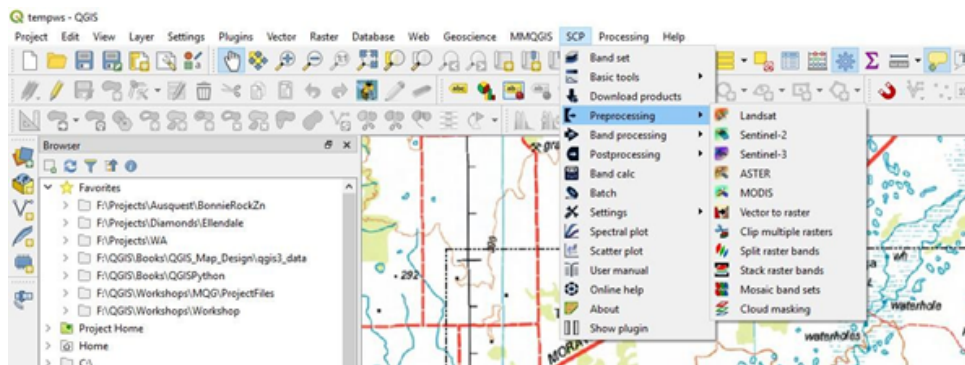 tempws - QGIS
Project Edit View Layer Settings Plugins Vector Raster Database Web Geoscience MMQGIS SCP Processing Help
Band set
Basic tools
Download products
Preprocessing
Band processing
Postprocessing
Band calc
Batch
Settings
Spectral plot
Scatter plot
User manual
Online help
About
Show plugin
Landsat
Sentinel-2
Sentinel-3
ASTER
MODIS
Vector to raster
Clip multiple rasters
Split raster bands
Stack raster bands
Mosaic band sets
Cloud masking
Browser
Favorites
F:\Projects\Ausquest\BonnieRockZn
F:\Projects\Diamonds\Ellendale
F:\Projects\WA
F:\QGIS\Books\QGIS_Map_Design\qgis3_data
F:\QGIS\Books\QGISPython
F:\QGIS\Workshops\MQG\ProjectFiles
F:\QGIS\Workshops\Workshop
Project Home
Home
C:\
abc
292
wh
waterhole
waterholes